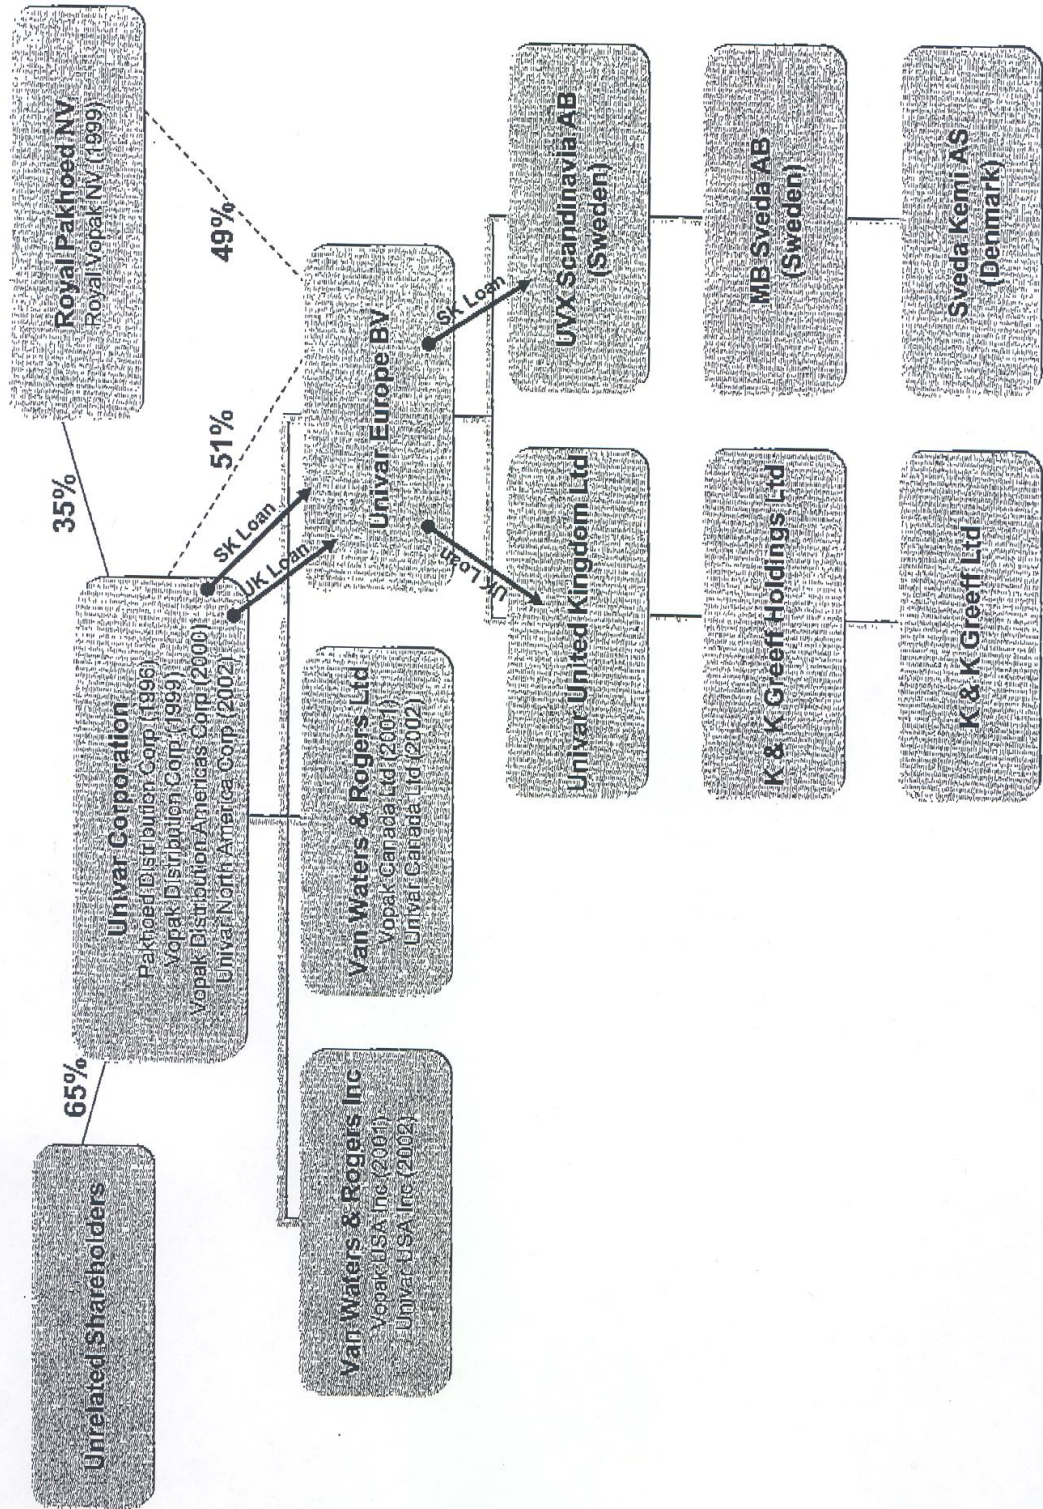 Unrelated Shareholders
65%
Univar Corporation
Pakhoed Distribution Corp (1996)
Vopak Distribution Corp (1999)
Vopak Distribution Americas Corp (2000)
Univar North America Corp (2002)
35%
Royal Pakhoed NV
Royal Vopak NV (1999)
51%
49%
SK Loan
UK Loan
Van Waters & Rogers Inc
Vopak USA Inc (2001)
Univar USA Inc (2002)
Van Waters & Rogers Ltd
Vopak Canada Ltd (2001)
Univar Canada Ltd (2002)
Univar Europe BV
UK Loan
SK Loan
Univar United Kingdom Ltd
UVX Scandinavia AB
(Sweden)
K & K Greeff Holdings Ltd
MB Sveda AB
(Sweden)
K & K Greeff Ltd
Sveda Kemi AS
(Denmark)